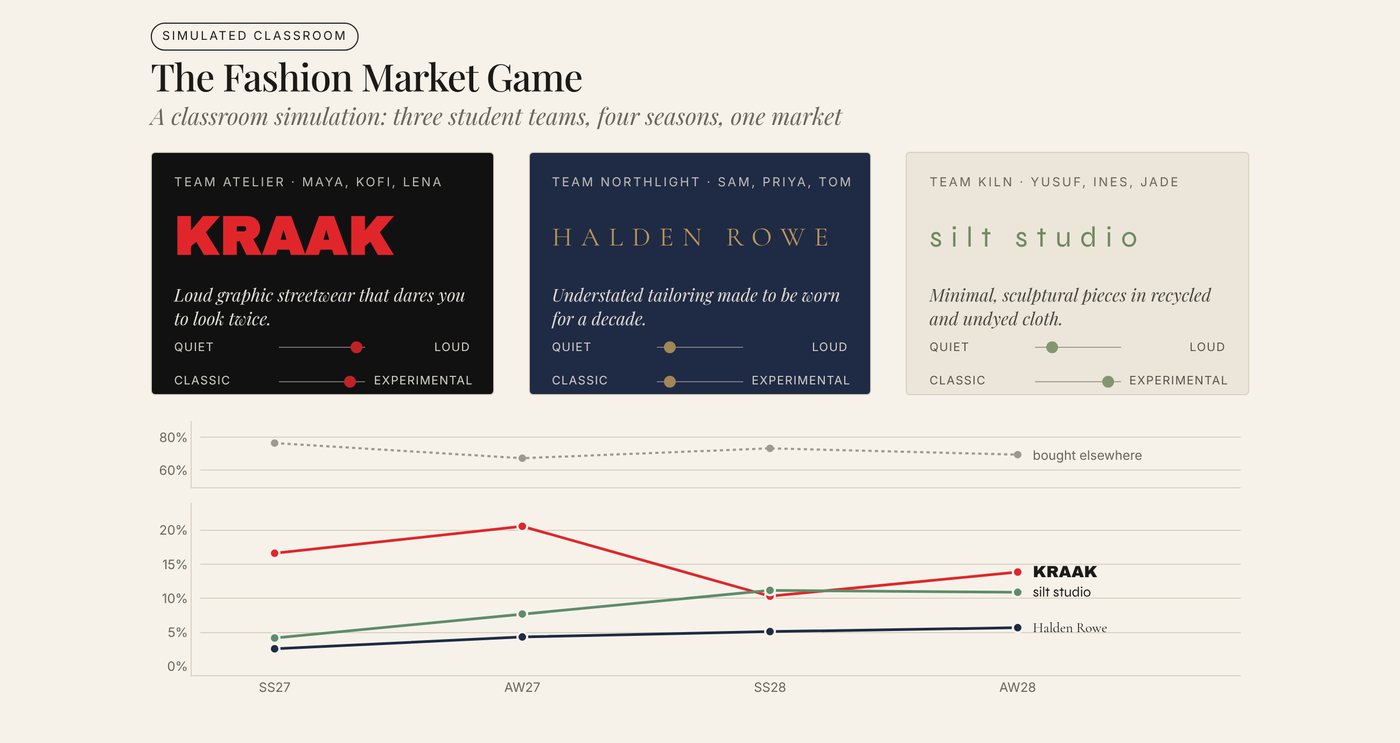 SIMULATED CLASSROOM
The Fashion Market Game
A classroom simulation: three student teams, four seasons, one market
TEAM ATELIER · MAYA, KOFI, LENA
KRAAK
Loud graphic streetwear that dares you
to look twice.
QUIET LOUD
CLASSIC EXPERIMENTAL
TEAM NORTHLIGHT · SAM, PRIYA, TOM
HALDEN ROWE
Understated tailoring made to be worn
for a decade.
QUIET LOUD
CLASSIC EXPERIMENTAL
TEAM KILN · YUSUF, INES, JADE
silt studio
Minimal, sculptural pieces in recycled
and undyed cloth.
QUIET LOUD
CLASSIC EXPERIMENTAL
80%
60%
bought elsewhere
20%
15%
10%
5%
0%
KRAAK
silt studio
Halden Rowe
SS27 AW27 SS28 AW28